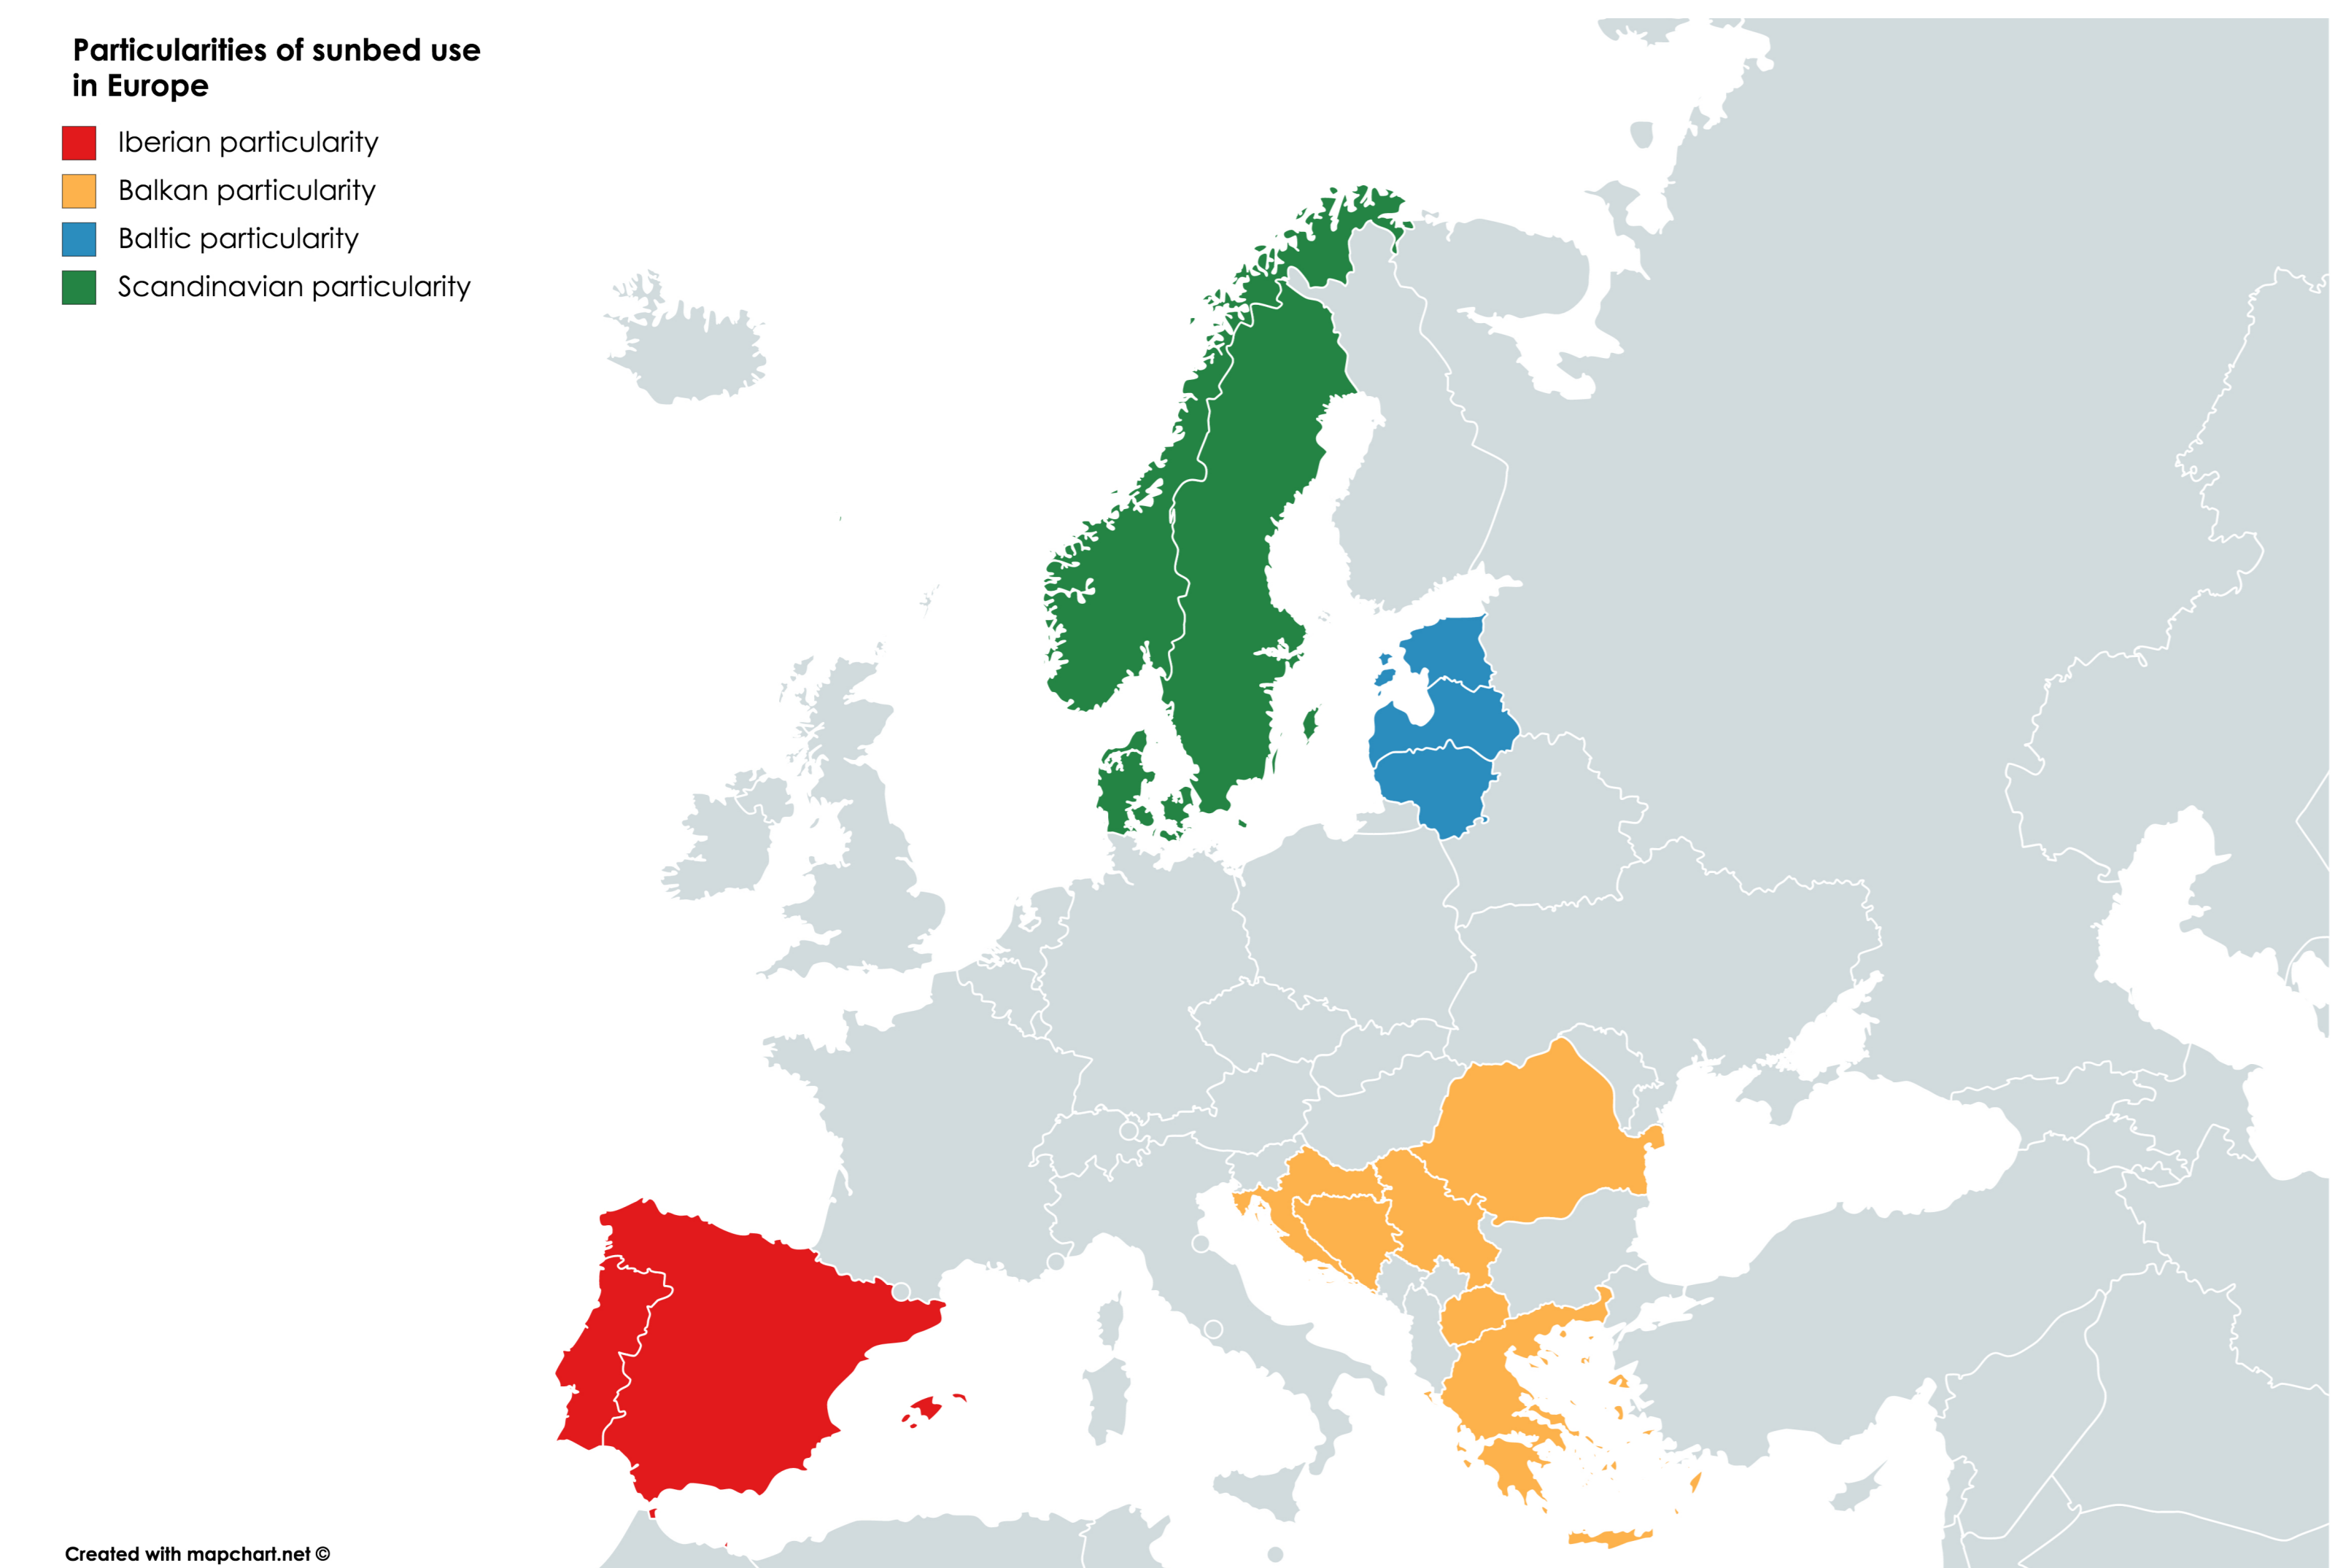 Particularities of sunbed use
in Europe
Iberian particularity
Balkan particularity
Baltic particularity
Scandinavian particularity
Created with mapchart.net ©